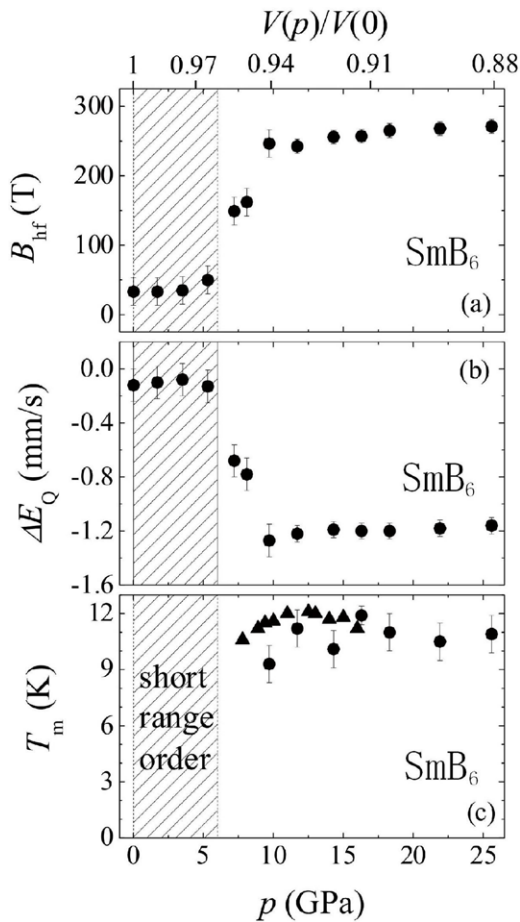 V(p)/V(0)
1 0.97 0.94 0.91 0.88
300
200
100
0
B_hf (T)
SmB₆
(a)
0.0
-0.4
-0.8
-1.2
-1.6
ΔE_Q (mm/s)
(b)
SmB₆
12
9
6
3
0
T_m (K)
short
range
order
SmB₆
(c)
0 5 10 15 20 25
p (GPa)